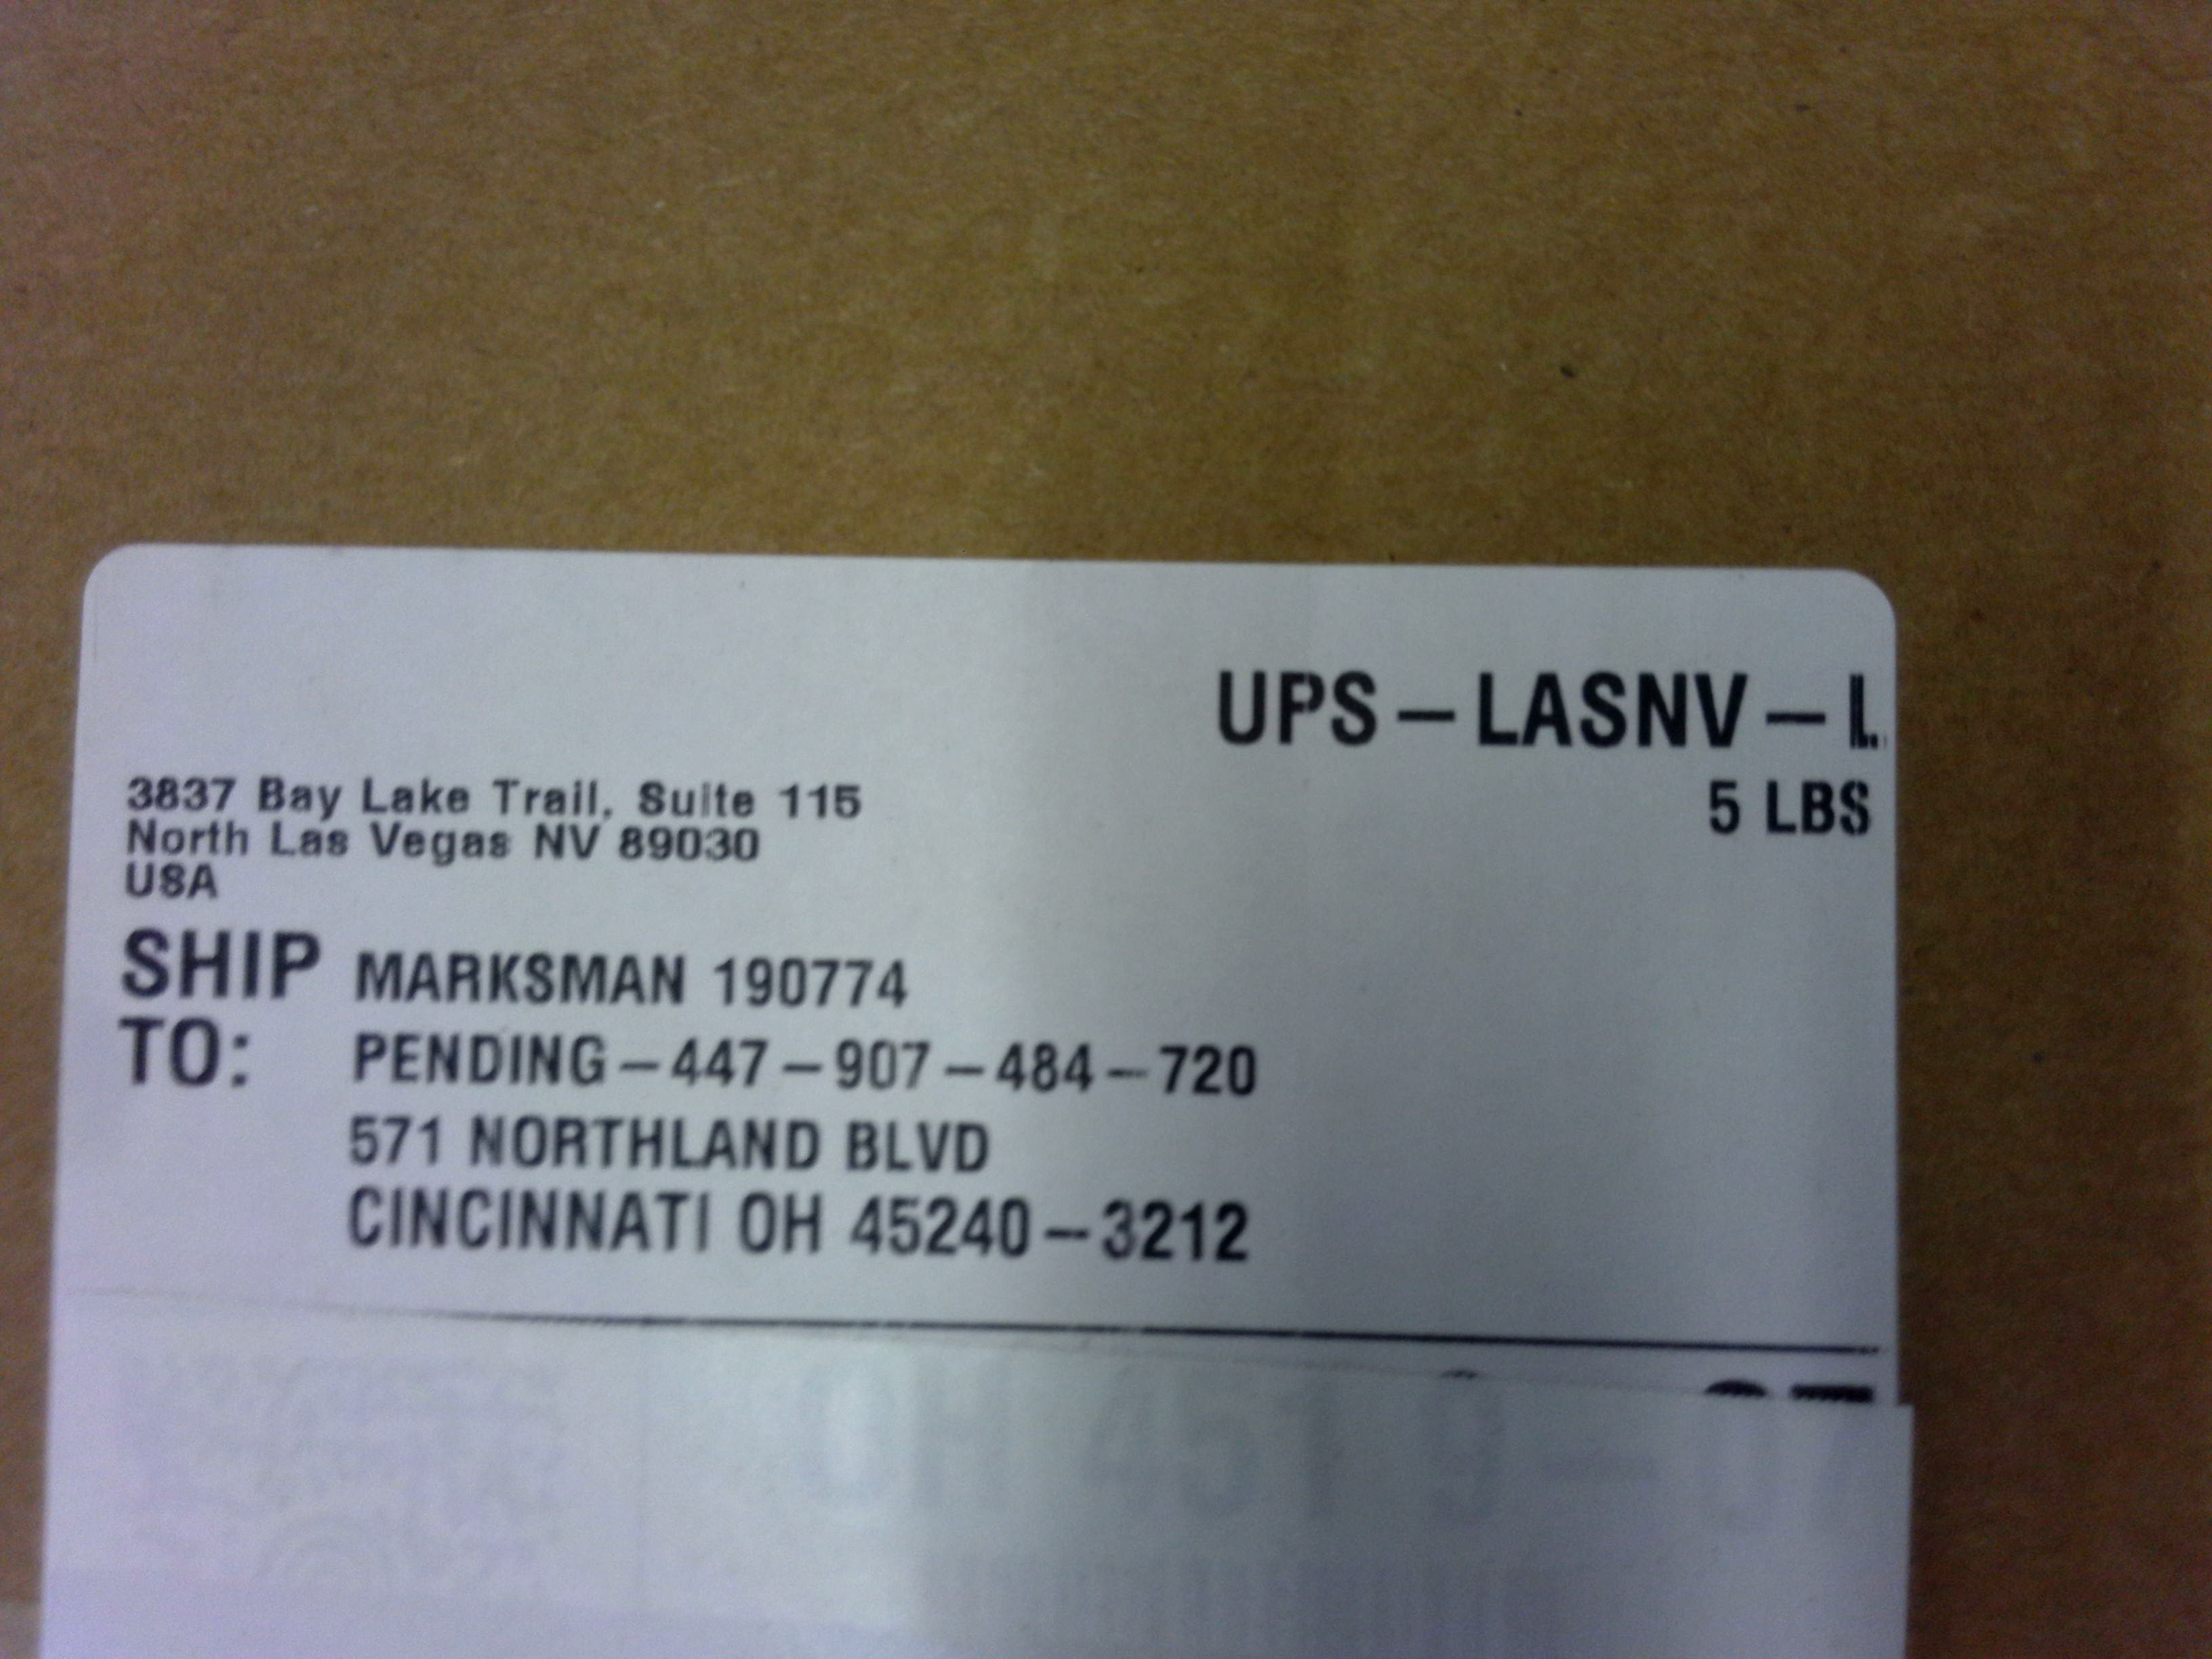 UPS – LASNV – L
5 LBS
3837 Bay Lake Trail, Suite 115
North Las Vegas NV 89030
USA
SHIP TO:
MARKSMAN 190774
PENDING – 447 – 907 – 484 – 720
571 NORTHLAND BLVD
CINCINNATI OH 45240 – 3212